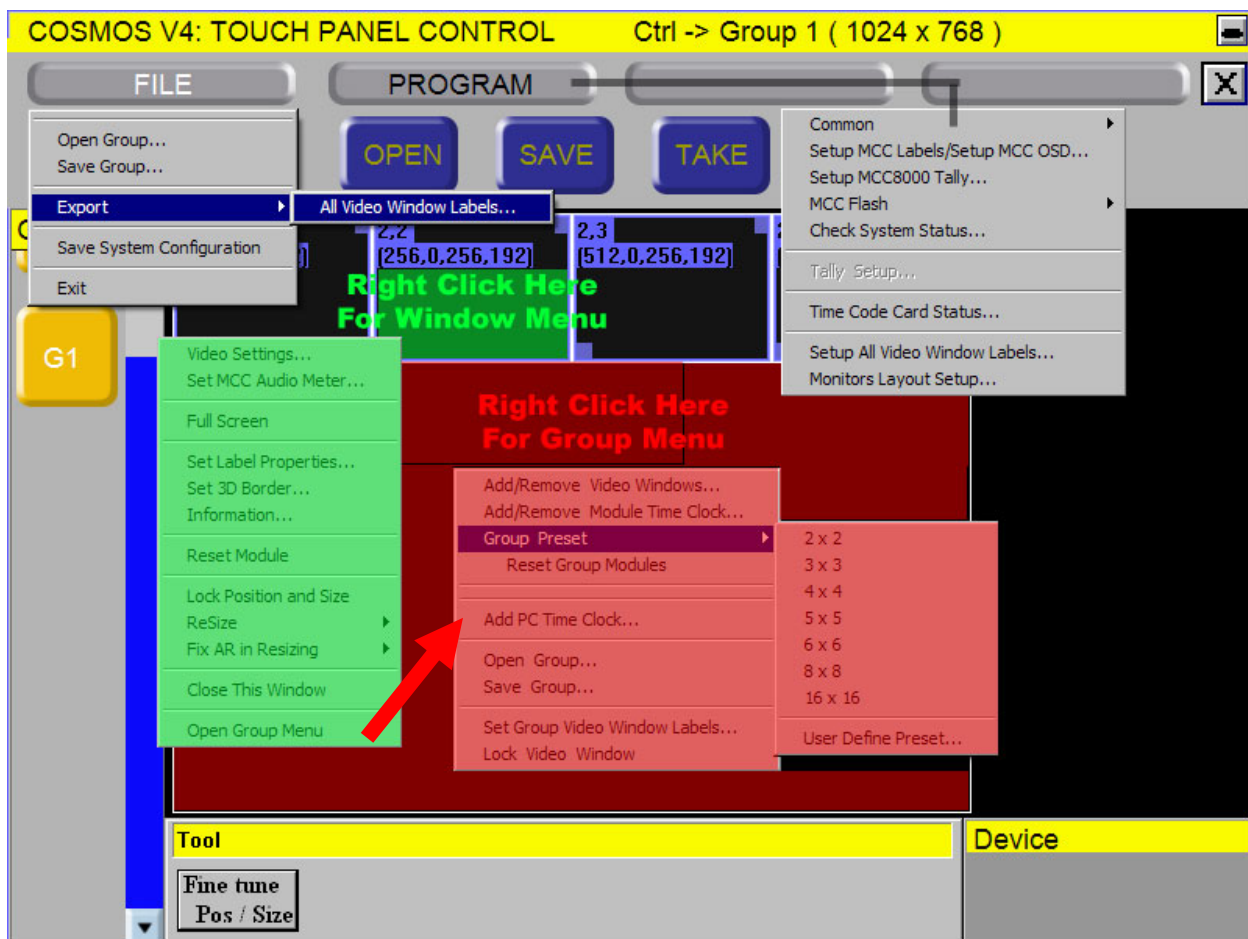 COSMOS V4: TOUCH PANEL CONTROL Ctrl -> Group 1 ( 1024 x 768 )
FILE PROGRAM
X
OPEN SAVE TAKE
Open Group...
Save Group...
Export
All Video Window Labels...
Save System Configuration
Exit
Common
Setup MCC Labels/Setup MCC OSD...
Setup MCC8000 Tally...
MCC Flash
Check System Status...
Tally Setup...
Time Code Card Status...
Setup All Video Window Labels...
Monitors Layout Setup...
2,2
(256,0,256,192)
2,3
(512,0,256,192)
Right Click Here
For Window Menu
G1
Video Settings...
Set MCC Audio Meter...
Full Screen
Set Label Properties...
Set 3D Border...
Information...
Reset Module
Lock Position and Size
ReSize
Fix AR in Resizing
Close This Window
Open Group Menu
Right Click Here
For Group Menu
Add/Remove Video Windows...
Add/Remove Module Time Clock...
Group Preset
Reset Group Modules
Add PC Time Clock...
Open Group...
Save Group...
Set Group Video Window Labels...
Lock Video Window
2 x 2
3 x 3
4 x 4
5 x 5
6 x 6
8 x 8
16 x 16
User Define Preset...
Tool
Fine tune
Pos / Size
Device